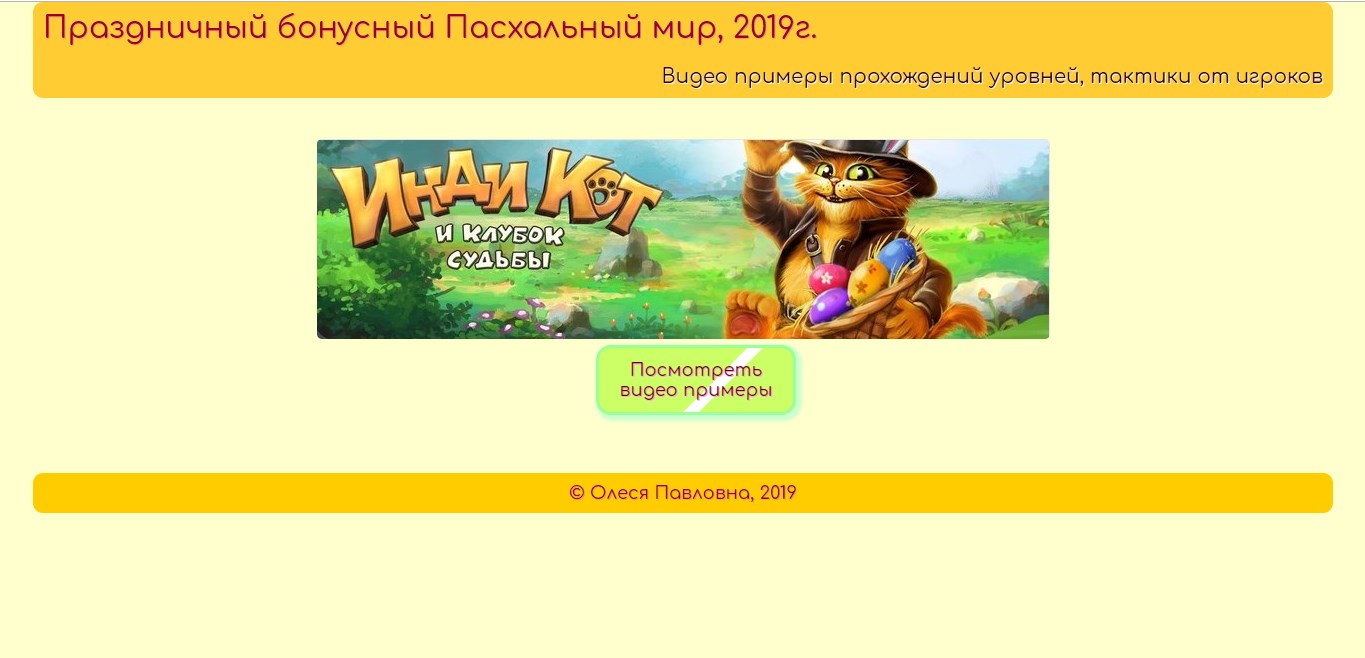 Праздничный бонусный Пасхальный мир, 2019г.
Видео примеры прохождений уровней, тактики от игроков
Инди Кот
и клубок
судьбы
Посмотреть
видео примеры
© Олеся Павловна, 2019